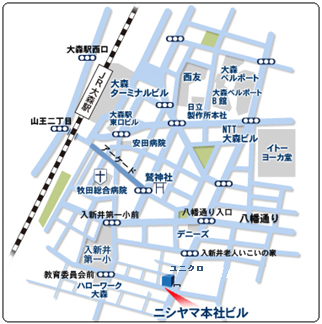 大森駅西口
JR大森駅
大森
ターミナルビル
西友
大森
ベルポート
大森ベルポート
B館
日立
製作所本社
山王二丁目
大森駅
東口ビル
安田病院
NTT
大森ビル
イトー
ヨーカ堂
アーケード
鷲神社
牧田総合病院
入新井第一小前
八幡通り入口
八幡通り
デニーズ
入新井
第一小
入新井老人いこいの家
ユニクロ
教育委員会前
ハローワーク
大森
ニシヤマ本社ビル